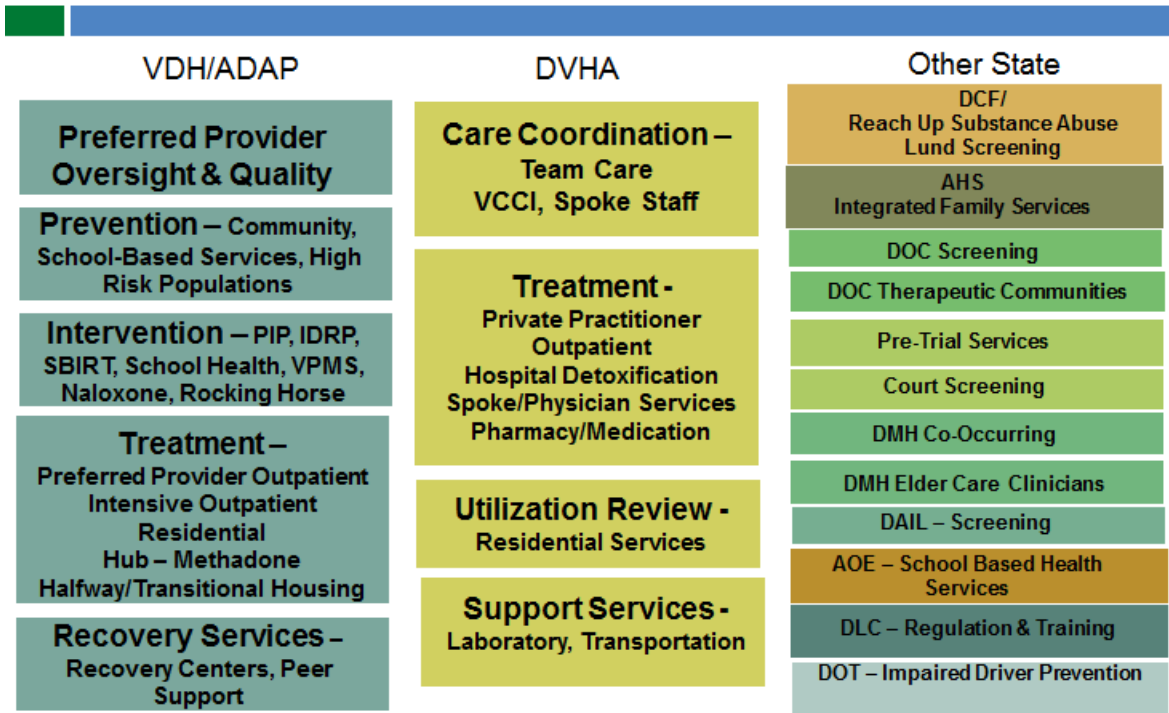 VDH/ADAP
Preferred Provider
Oversight & Quality
Prevention – Community,
School-Based Services, High
Risk Populations
Intervention – PIP, IDRP,
SBIRT, School Health, VPMS,
Naloxone, Rocking Horse
Treatment –
Preferred Provider Outpatient
Intensive Outpatient
Residential
Hub – Methadone
Halfway/Transitional Housing
Recovery Services –
Recovery Centers, Peer
Support
DVHA
Care Coordination –
Team Care
VCCI, Spoke Staff
Treatment -
Private Practitioner
Outpatient
Hospital Detoxification
Spoke/Physician Services
Pharmacy/Medication
Utilization Review -
Residential Services
Support Services -
Laboratory, Transportation
Other State
DCF/
Reach Up Substance Abuse
Lund Screening
AHS
Integrated Family Services
DOC Screening
DOC Therapeutic Communities
Pre-Trial Services
Court Screening
DMH Co-Occurring
DMH Elder Care Clinicians
DAIL – Screening
AOE – School Based Health
Services
DLC – Regulation & Training
DOT – Impaired Driver Prevention